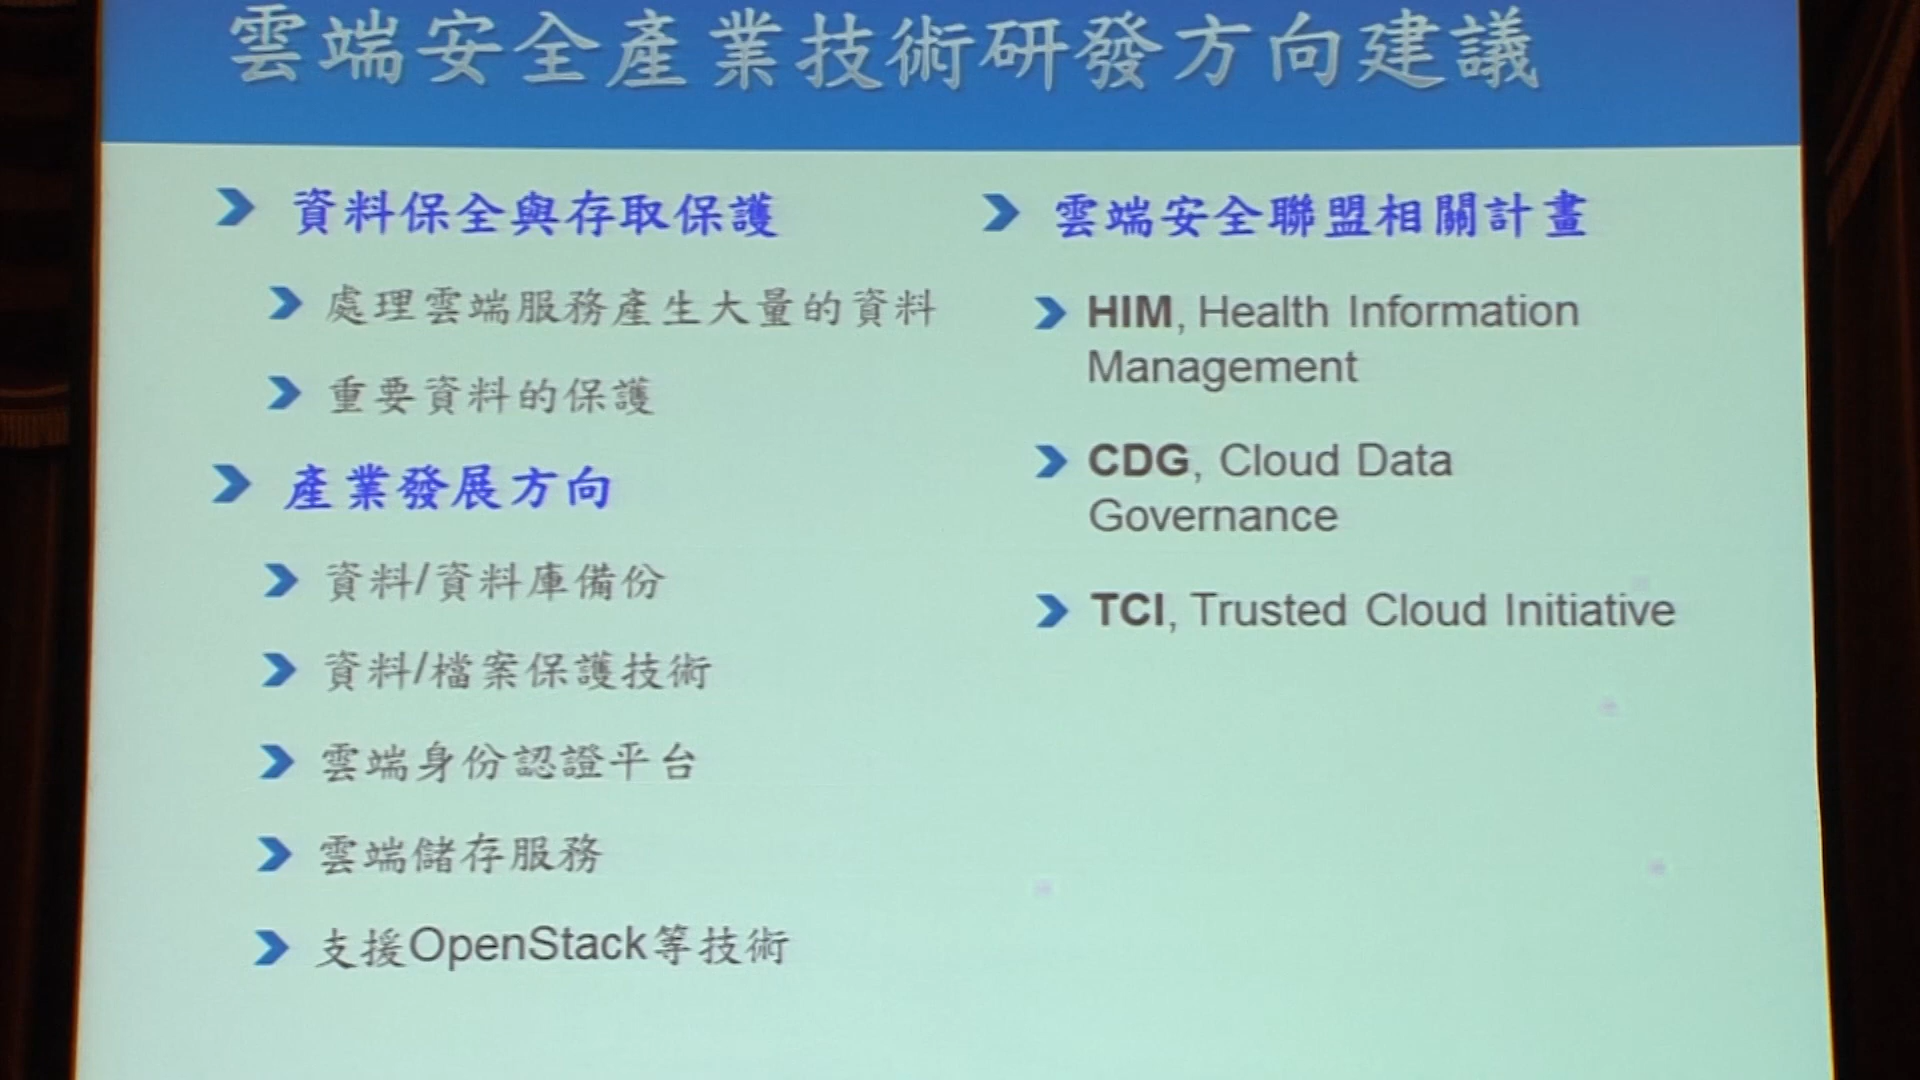 雲端安全產業技術研發方向建議
資料保全與存取保護
處理雲端服務產生大量的資料
重要資料的保護
產業發展方向
資料/資料庫備份
資料/檔案保護技術
雲端身份認證平台
雲端儲存服務
支援OpenStack等技術
雲端安全聯盟相關計畫
HIM, Health Information
Management
CDG, Cloud Data
Governance
TCI, Trusted Cloud Initiative